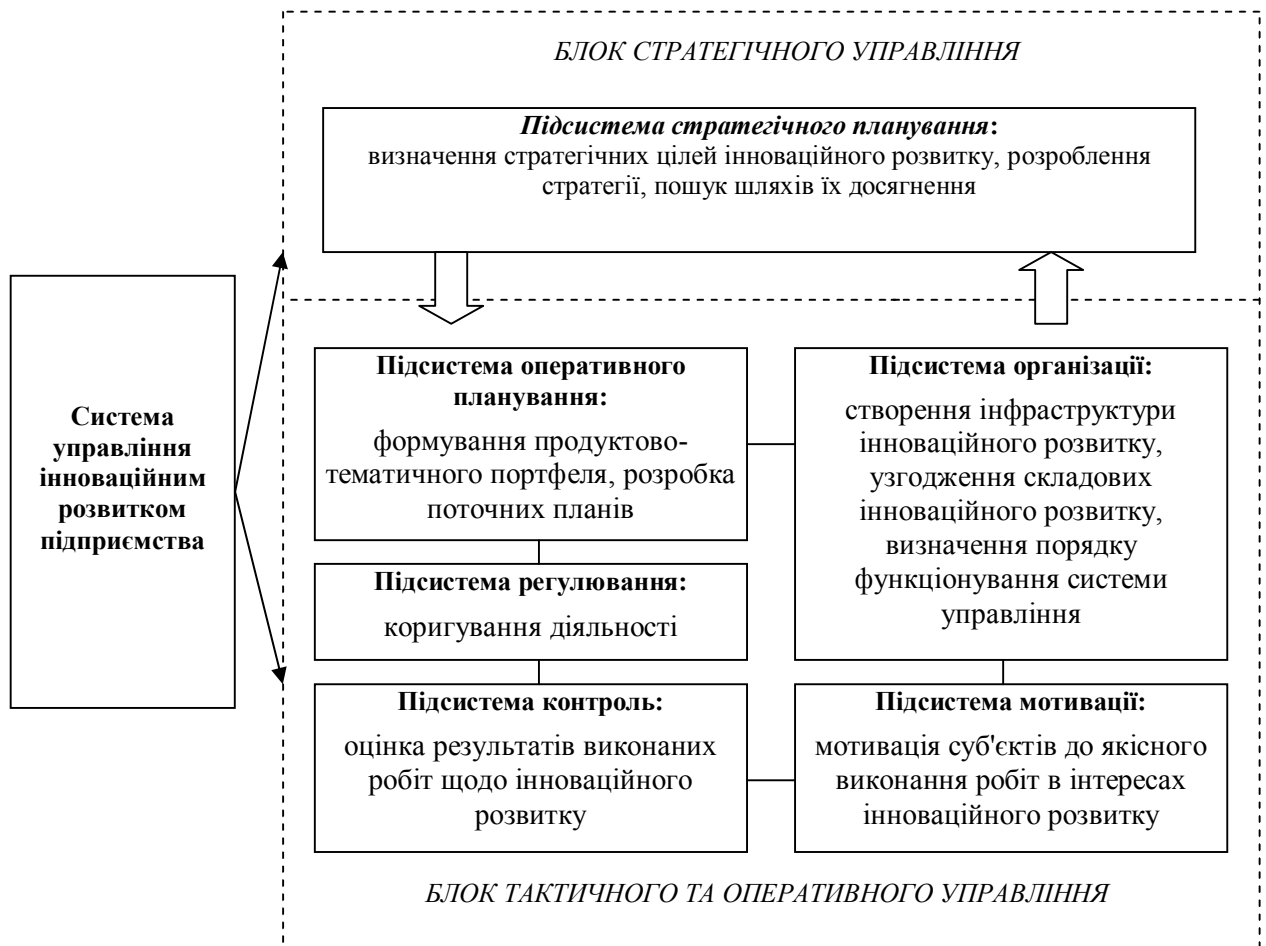 БЛОК СТРАТЕГІЧНОГО УПРАВЛІННЯ
Підсистема стратегічного планування:
визначення стратегічних цілей інноваційного розвитку, розроблення
стратегії, пошук шляхів їх досягнення
Система
управління
інноваційним
розвитком
підприємства
Підсистема оперативного
планування:
формування продуктово-
тематичного портфеля, розробка
поточних планів
Підсистема організації:
створення інфраструктури
інноваційного розвитку,
узгодження складових
інноваційного розвитку,
визначення порядку
функціонування системи
управління
Підсистема регулювання:
коригування діяльності
Підсистема контроль:
оцінка результатів виконаних
робіт щодо інноваційного
розвитку
Підсистема мотивації:
мотивація суб'єктів до якісного
виконання робіт в інтересах
інноваційного розвитку
БЛОК ТАКТИЧНОГО ТА ОПЕРАТИВНОГО УПРАВЛІННЯ